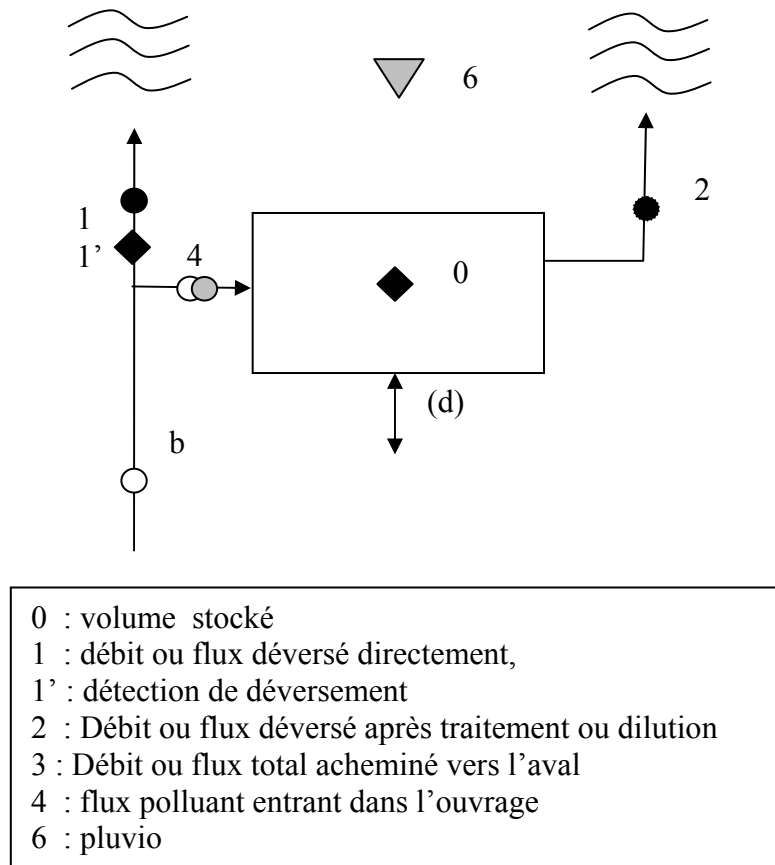 6
1
2
1’
4
0
(d)
b
0 : volume stocké
1 : débit ou flux déversé directement,
1’ : détection de déversement
2 : Débit ou flux déversé après traitement ou dilution
3 : Débit ou flux total acheminé vers l’aval
4 : flux polluant entrant dans l’ouvrage
6 : pluvio